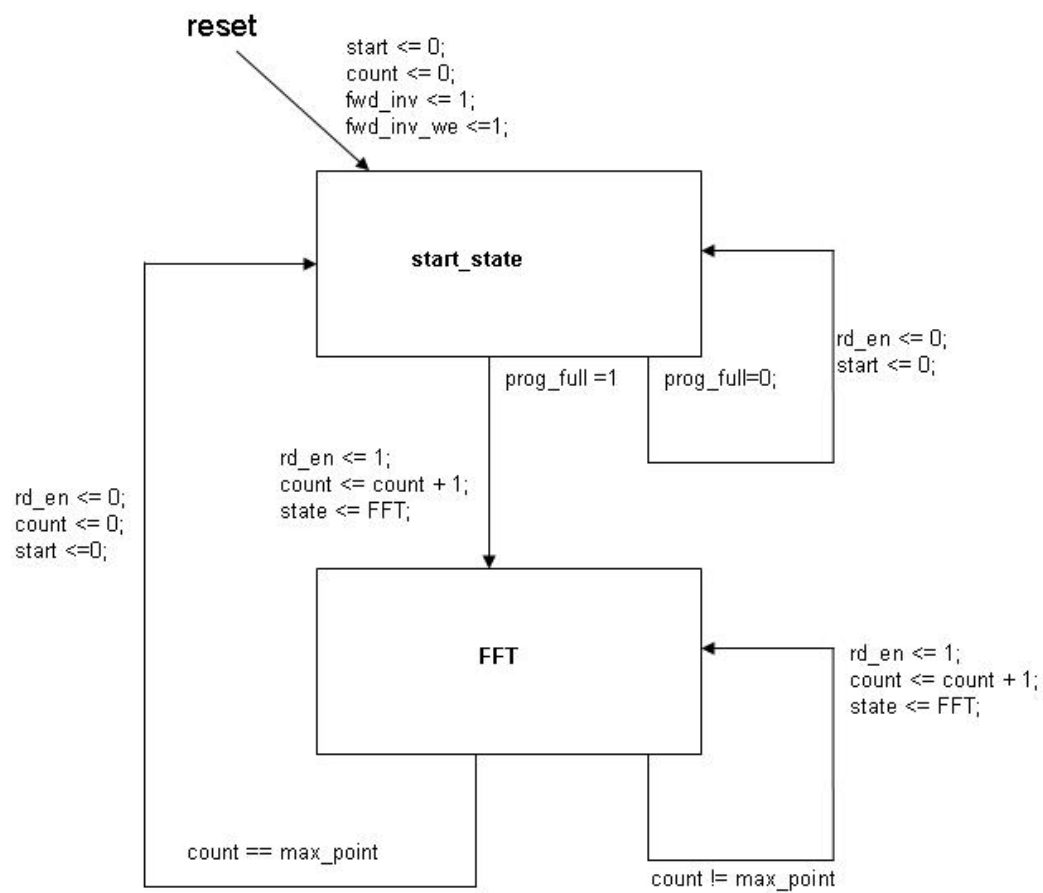 reset
start <= 0;
count <= 0;
fwd_inv <= 1;
fwd_inv_we <=1;
start_state
rd_en <= 0;
start <= 0;
prog_full =1
prog_full=0;
rd_en <= 1;
count <= count + 1;
state <= FFT;
rd_en <= 0;
count <= 0;
start <=0;
FFT
rd_en <= 1;
count <= count + 1;
state <= FFT;
count == max_point
count != max_point